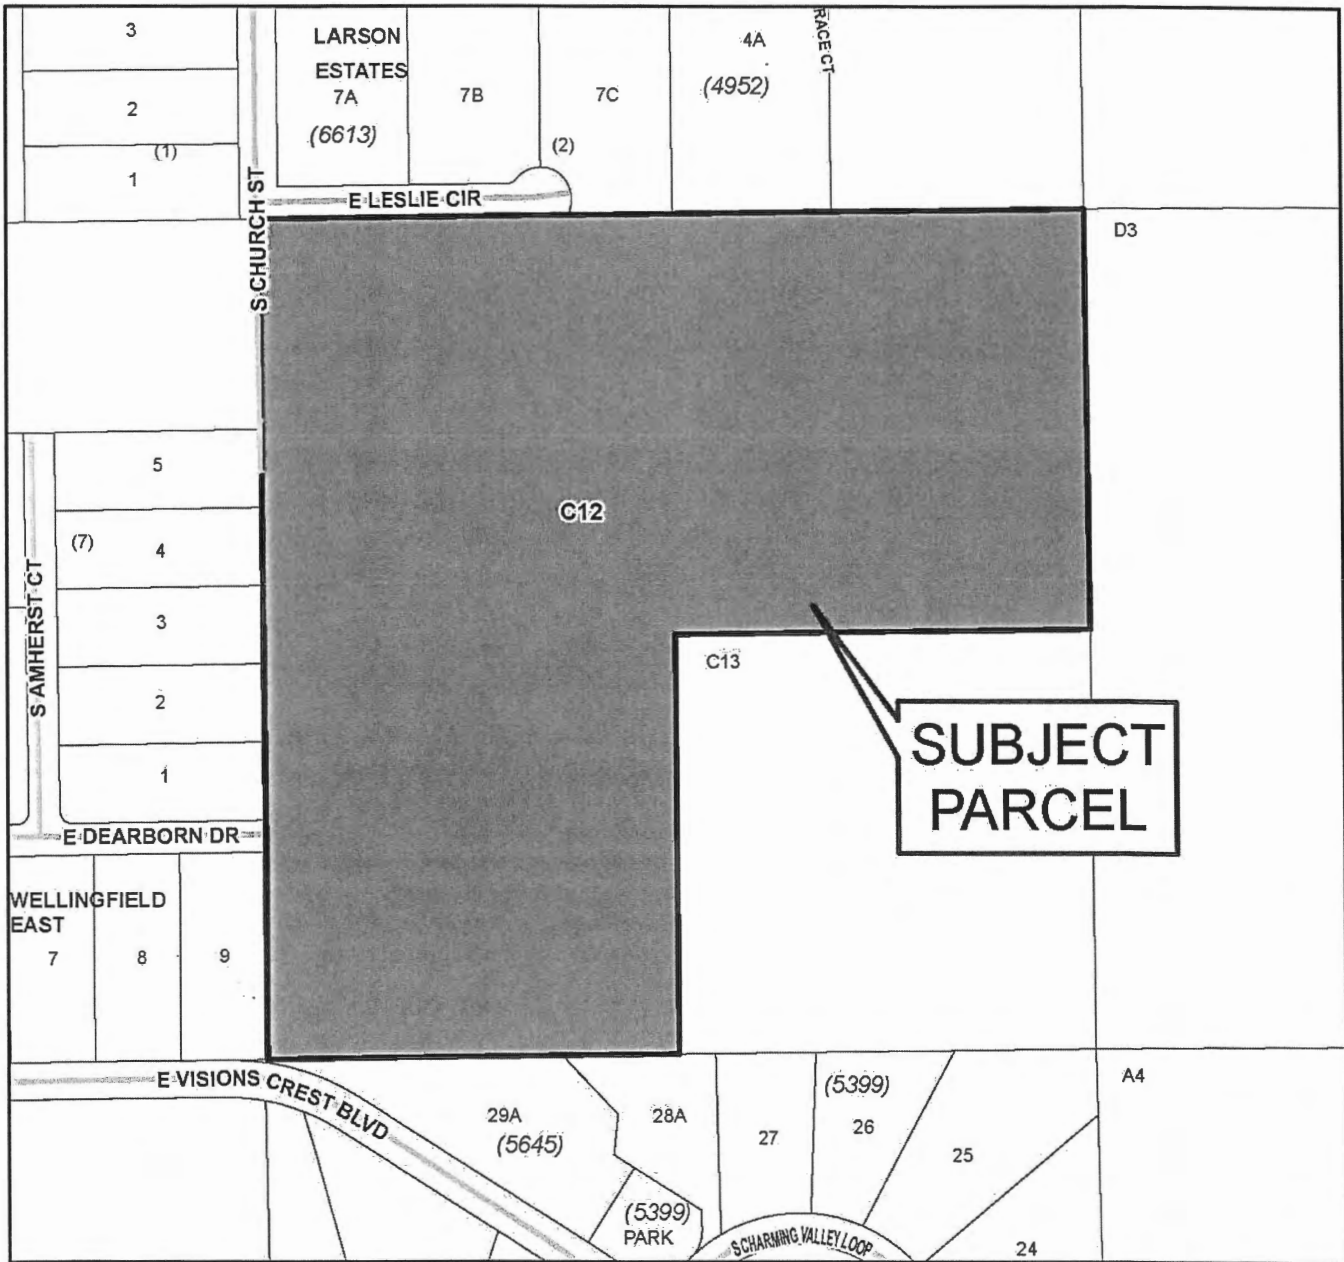 3
2
(1)
1
S CHURCH ST
LARSON
ESTATES
7A
(6613)
7B
7C
(2)
4A
(4952)
RACE CT
E LESLIE CIR
D3
5
(7)
4
3
2
1
S AMHERST CT
E DEARBORN DR
C12
C13
SUBJECT
PARCEL
WELLINGFIELD
EAST
7
8
9
E VISIONS CREST BLVD
29A
(5645)
28A
27
(5399)
26
25
24
A4
(5399)
PARK
S CHARMING VALLEY LOOP